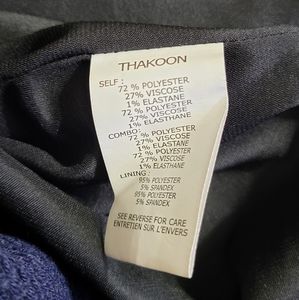 THAKOON
SELF :
72 % POLYESTER
27% VISCOSE
1% ELASTANE
72 % POLYESTER
27% VISCOSE
1% ELASTHANE
COMBO:
72 % POLYESTER
27% VISCOSE
1% ELASTANE
72 % POLYESTER
27% VISCOSE
1% ELASTHANE
LINING :
95% POLYESTER
5% SPANDEX
95% POLYESTER
5% SPANDEX
SEE REVERSE FOR CARE
ENTRETIEN SUR L'ENVERS